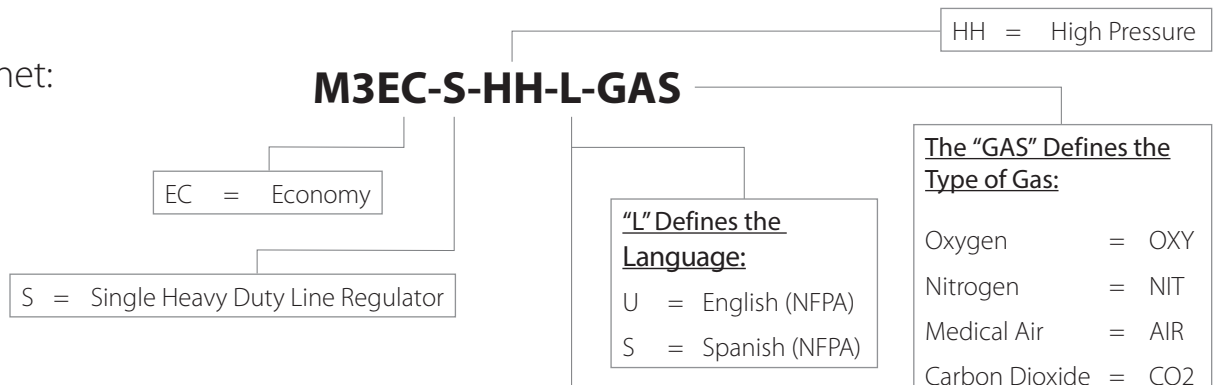 HH = High Pressure
net:
M3EC-S-HH-L-GAS
EC = Economy
S = Single Heavy Duty Line Regulator
"L" Defines the
Language:
U = English (NFPA)
S = Spanish (NFPA)
The "GAS" Defines the
Type of Gas:
Oxygen = OXY
Nitrogen = NIT
Medical Air = AIR
Carbon Dioxide = CO2